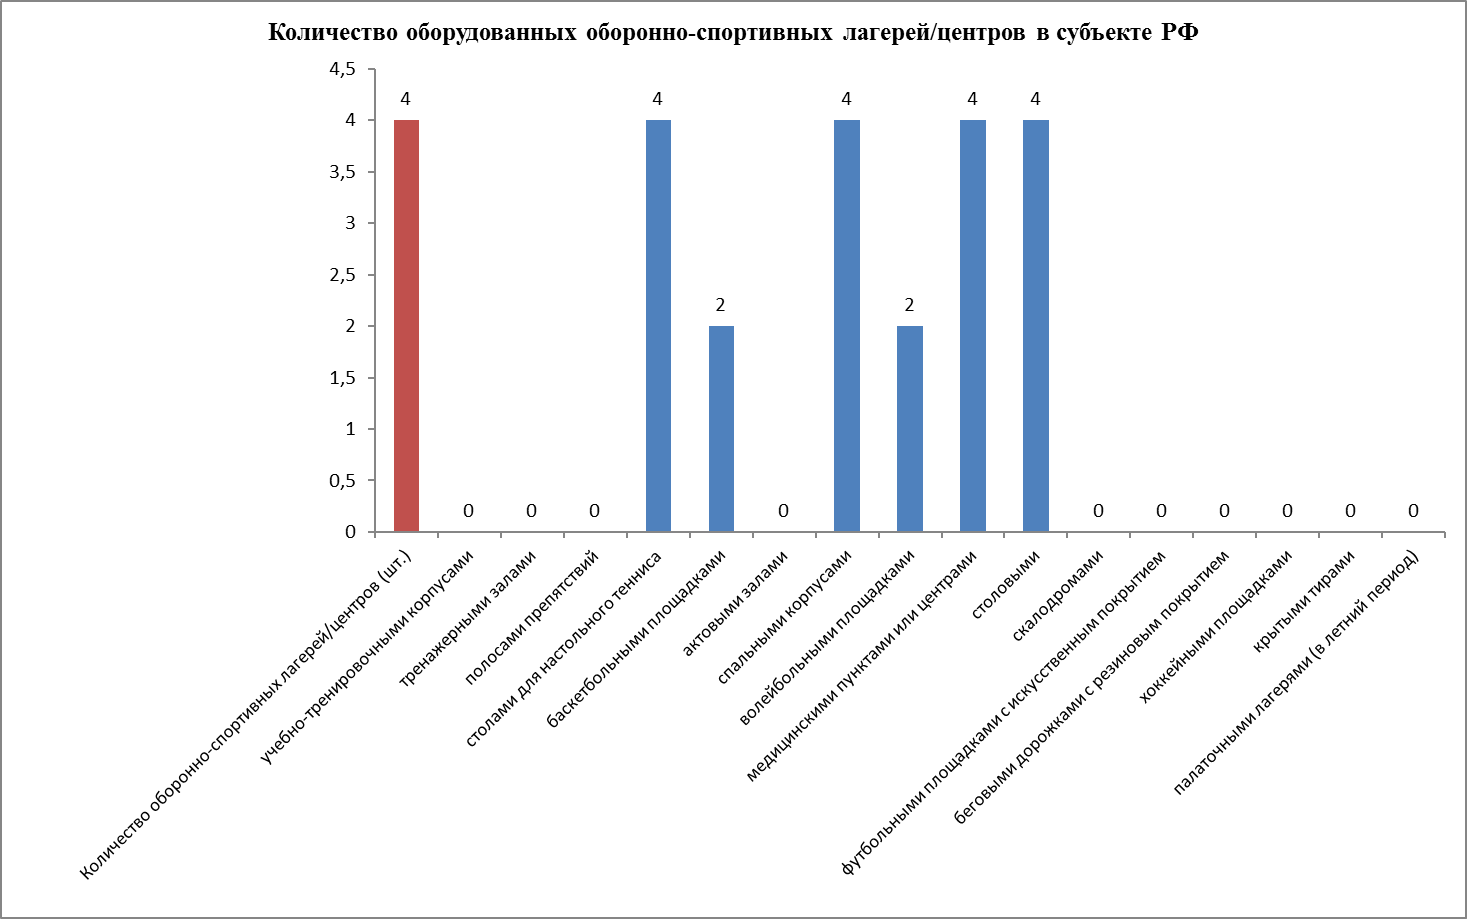 Количество оборудованных оборонно-спортивных лагерей/центров в субъекте РФ
4,5
4
3,5
3
2,5
2
1,5
1
0,5
0
4
0
0
0
4
2
0
4
2
4
4
0
0
0
0
0
0
Количество оборонно-спортивных лагерей/центров (шт.)
учебно-тренировочными корпусами
тренажерными залами
полосами препятствий
столами для настольного тенниса
баскетбольными площадками
актовыми залами
спальными корпусами
волейбольными площадками
медицинскими пунктами или центрами
столовыми
скалодромами
футбольными площадками с искусственным покрытием
беговыми дорожками с резиновым покрытием
хоккейными площадками
крытыми тирами
палаточными лагерями (в летний период)